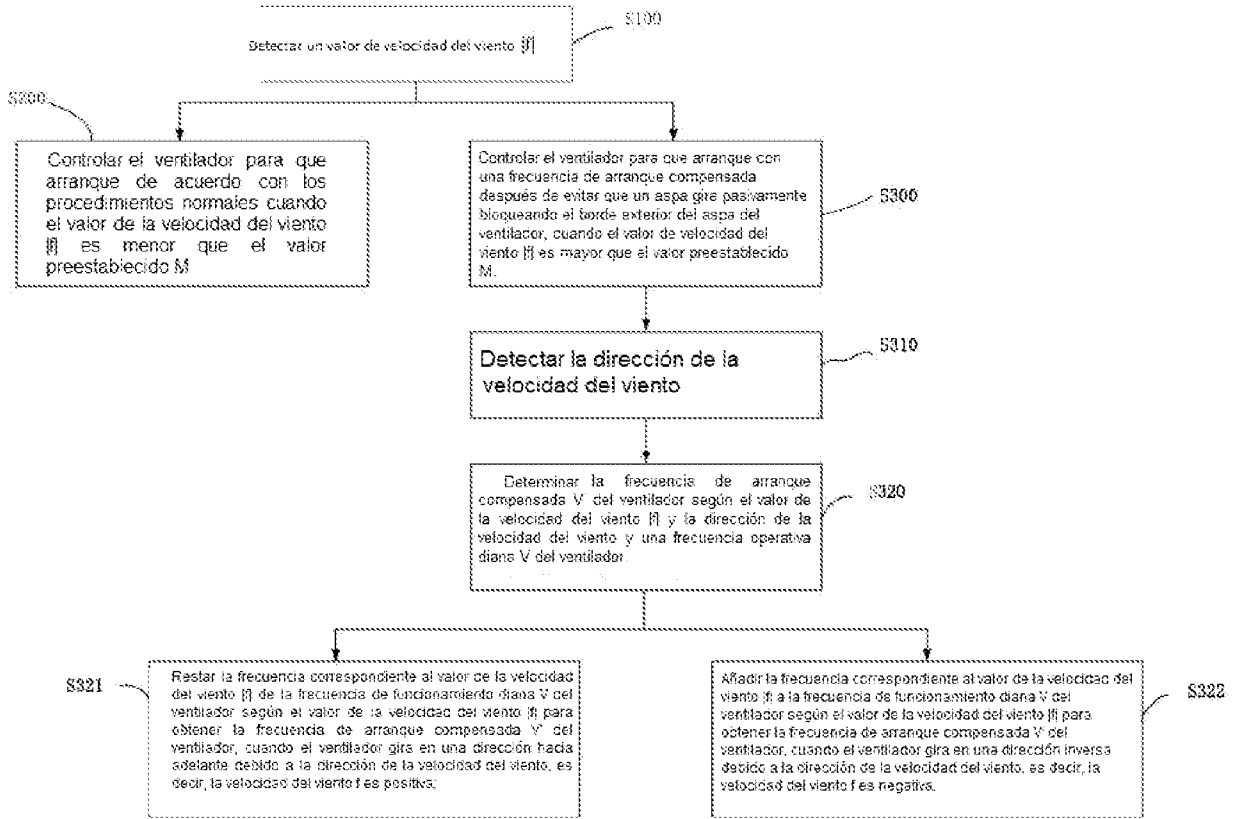 S100
Detectar un valor de velocidad del viento |f|
S200
Controlar el ventilador para que
arranque de acuerdo con los
procedimientos normales cuando
el valor de la velocidad del viento
|f| es menor que el valor
preestablecido M
Controlar el ventilador para que arranque con
una frecuencia de arranque compensada
después de evitar que un aspa gire pasivamente
bloqueando el borde exterior del aspa del
ventilador, cuando el valor de velocidad del
viento |f| es mayor que el valor preestablecido
M.
S300
Detectar la dirección de la
velocidad del viento
S310
Determinar la frecuencia de arranque
compensada V' del ventilador según el valor de
la velocidad del viento |f| y la dirección de la
velocidad del viento y una frecuencia operativa
diana V del ventilador.
S320
S321
Restar la frecuencia correspondiente al valor de la velocidad
del viento |f| de la frecuencia de funcionamiento diana V del
ventilador según el valor de la velocidad del viento |f| para
obtener la frecuencia de arranque compensada V' del
ventilador, cuando el ventilador gira en una dirección hacia
adelante debido a la dirección de la velocidad del viento, es
decir, la velocidad del viento f es positiva;
Añadir la frecuencia correspondiente al valor de la velocidad del
viento |f| a la frecuencia de funcionamiento diana V del
ventilador según el valor de la velocidad del viento |f| para
obtener la frecuencia de arranque compensada V' del
ventilador, cuando el ventilador gira en una dirección inversa
debido a la dirección de la velocidad del viento, es decir, la
velocidad del viento f es negativa.
S322